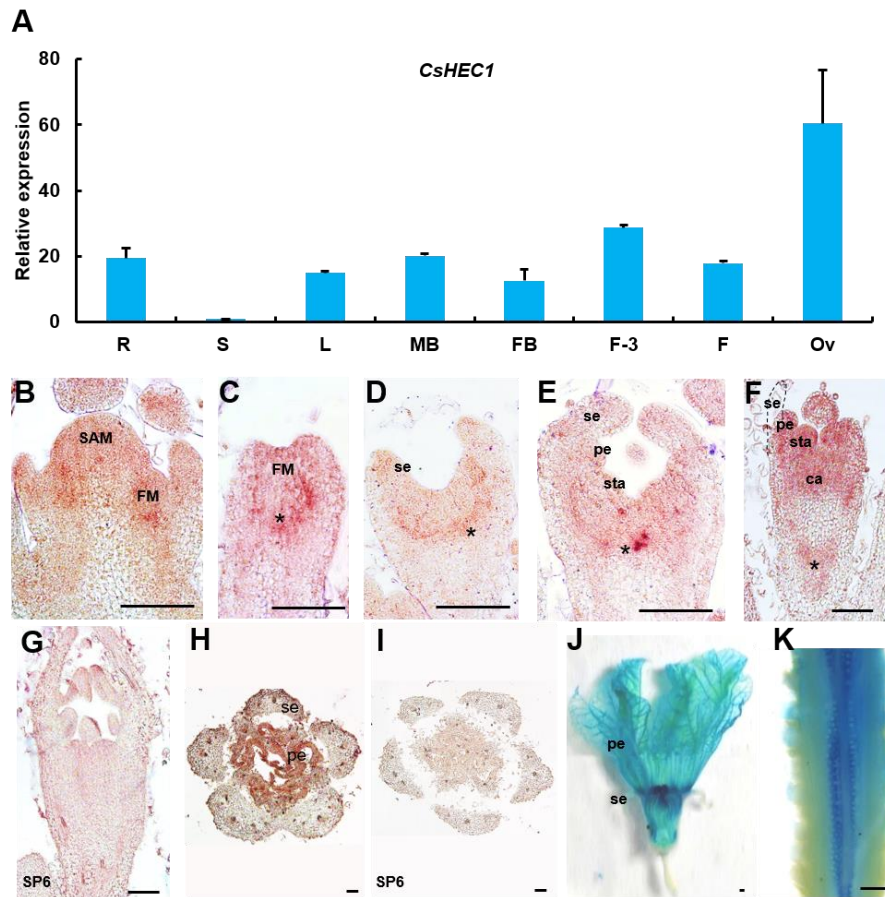 A
CsHEC1
Relative expression
80
60
40
20
0
R S L MB FB F-3 F Ov
B
SAM
FM
C
FM
*
D
se
*
E
se
pe
sta
*
F
se
pe
sta
ca
*
G
SP6
H
se
pe
I
SP6
J
pe
se
K